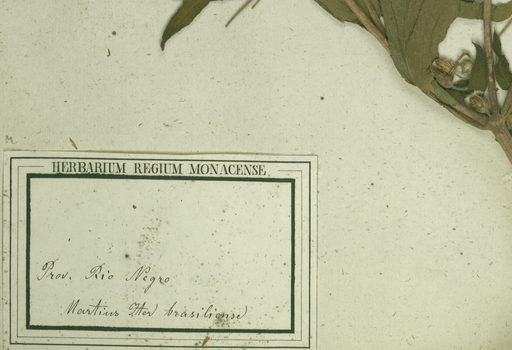 M
HERBARIUM REGIUM MONACENSE.
Prov. Rio Negro
Martius Iter brasiliense